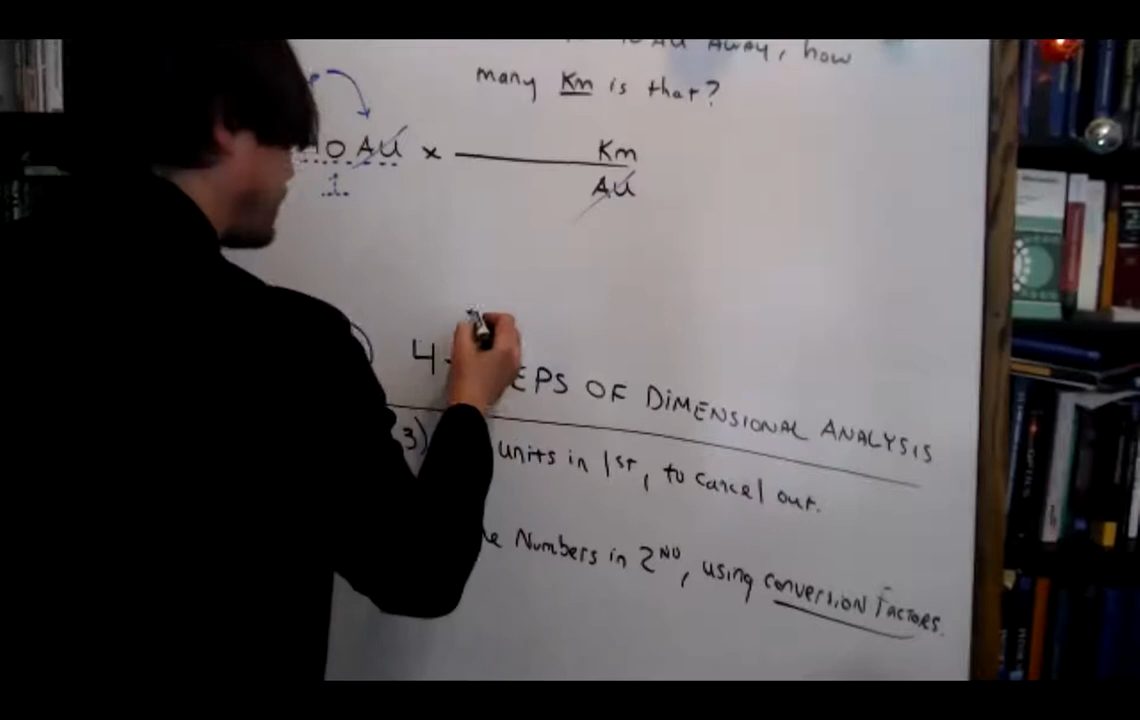 AU AWAY, how
many Km is that?
10 AU x Km
1 AU
4 EPS OF DIMENSIONAL ANALYSIS
3) units in 1ST, to cancel out.
Numbers in 2ND, using conversion Factors.